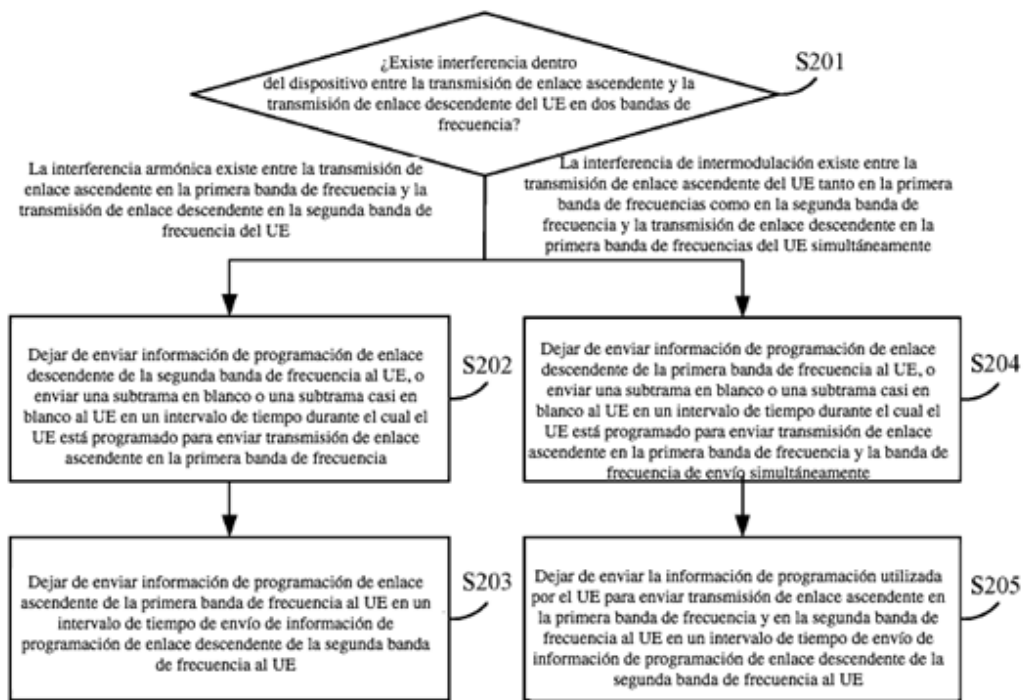 ¿Existe interferencia dentro
del dispositivo entre la transmisión de enlace ascendente y la
transmisión de enlace descendente del UE en dos bandas de
frecuencia?
S201
La interferencia armónica existe entre la transmisión de
enlace ascendente en la primera banda de frecuencia y la
transmisión de enlace descendente en la segunda banda de
frecuencia del UE
La interferencia de intermodulación existe entre la
transmisión de enlace ascendente del UE tanto en la primera
banda de frecuencias como en la segunda banda de
frecuencia y la transmisión de enlace descendente en la
primera banda de frecuencias del UE simultáneamente
Dejar de enviar información de programación de enlace
descendente de la segunda banda de frecuencia al UE, o
enviar una subtrama en blanco o una subtrama casi en
blanco al UE en un intervalo de tiempo durante el cual el
UE está programado para enviar transmisión de enlace
ascendente en la primera banda de frecuencia
S202
Dejar de enviar información de programación de enlace
descendente de la primera banda de frecuencia al UE, o
enviar una subtrama en blanco o una subtrama casi en
blanco al UE en un intervalo de tiempo durante el cual el
UE está programado para enviar transmisión de enlace
ascendente en la primera banda de frecuencia y la banda de
frecuencia de envío simultáneamente
S204
Dejar de enviar información de programación de enlace
ascendente de la primera banda de frecuencia al UE en un
intervalo de tiempo de envío de información de
programación de enlace descendente de la segunda banda
de frecuencia al UE
S203
Dejar de enviar la información de programación utilizada
por el UE para enviar transmisión de enlace ascendente en
la primera banda de frecuencia y en la segunda banda de
frecuencia al UE en un intervalo de tiempo de envío de
información de programación de enlace descendente de la
segunda banda de frecuencia al UE
S205